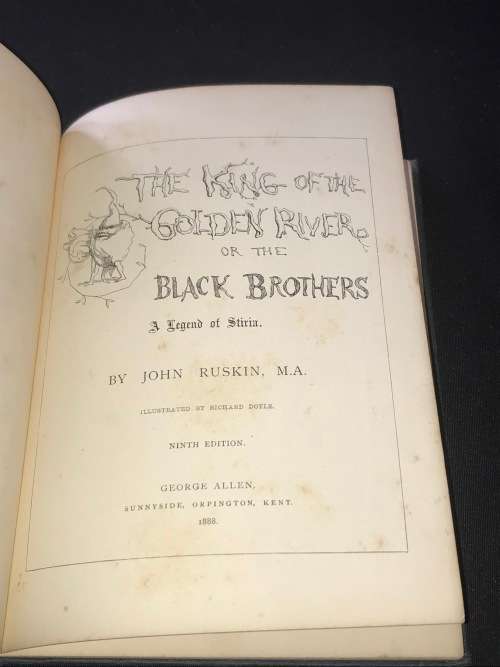 THE KING OF THE
GOLDEN RIVER
OR THE
BLACK BROTHERS
A Legend of Stiria.
BY JOHN RUSKIN, M.A.
ILLUSTRATED BY RICHARD DOYLE.
NINTH EDITION.
GEORGE ALLEN,
SUNNYSIDE, ORPINGTON, KENT.
1888.